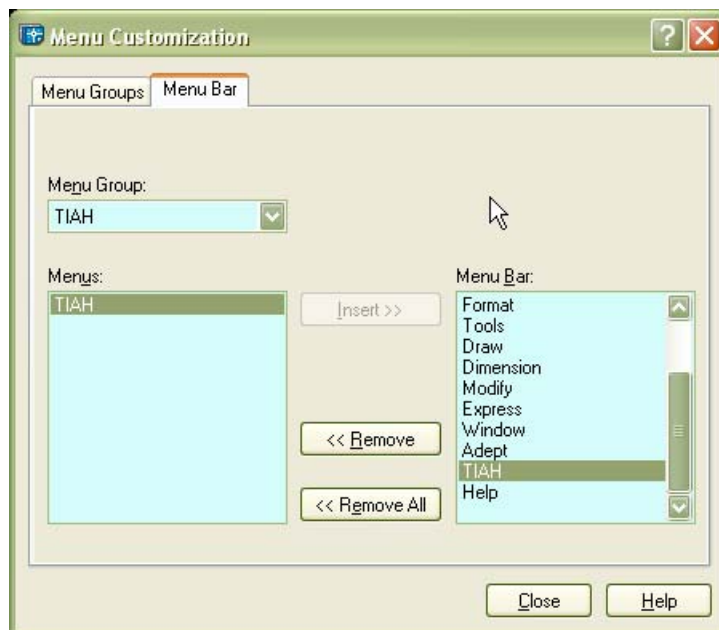 Menu Customization
Menu Groups
Menu Bar
Menu Group:
TIAH
Menus:
TIAH
Insert >>
<< Remove
<< Remove All
Menu Bar:
Format
Tools
Draw
Dimension
Modify
Express
Window
Adept
TIAH
Help
Close
Help